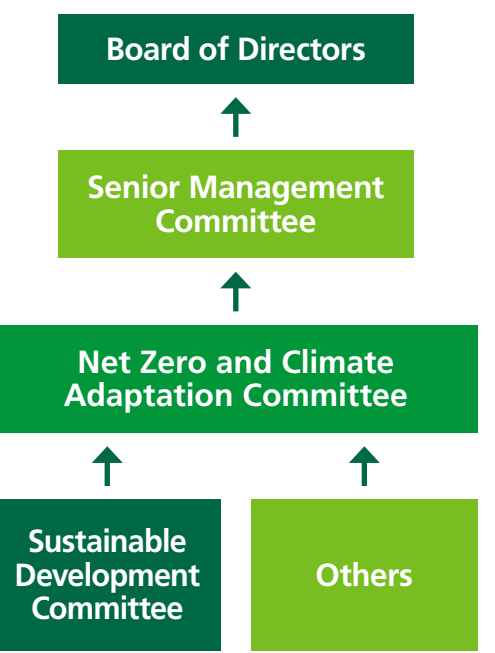 Board of Directors
Senior Management
Committee
Net Zero and Climate
Adaptation Committee
Sustainable
Development
Committee
Others